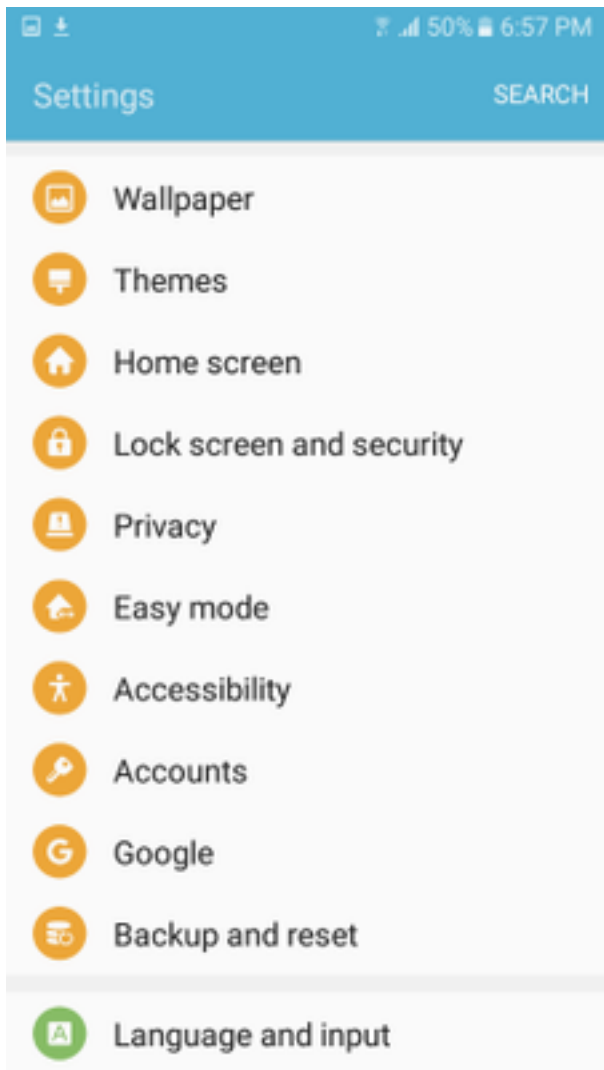 50% 6:57 PM
Settings SEARCH
Wallpaper
Themes
Home screen
Lock screen and security
Privacy
Easy mode
Accessibility
Accounts
Google
Backup and reset
Language and input